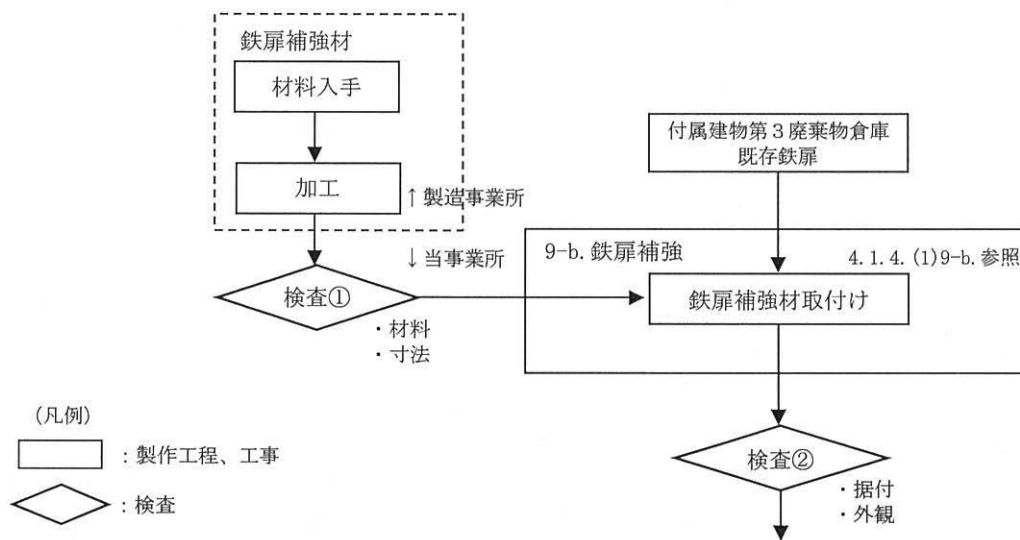 鉄扉補強材
材料入手
加工
↑製造事業所
↓当事業所
検査①
・材料
・寸法
付属建物第3廃棄物倉庫
既存鉄扉
9-b.鉄扉補強
4.1.4.(1)9-b.参照
鉄扉補強材取付け
検査②
・据付
・外観
(凡例)
：製作工程、工事
：検査